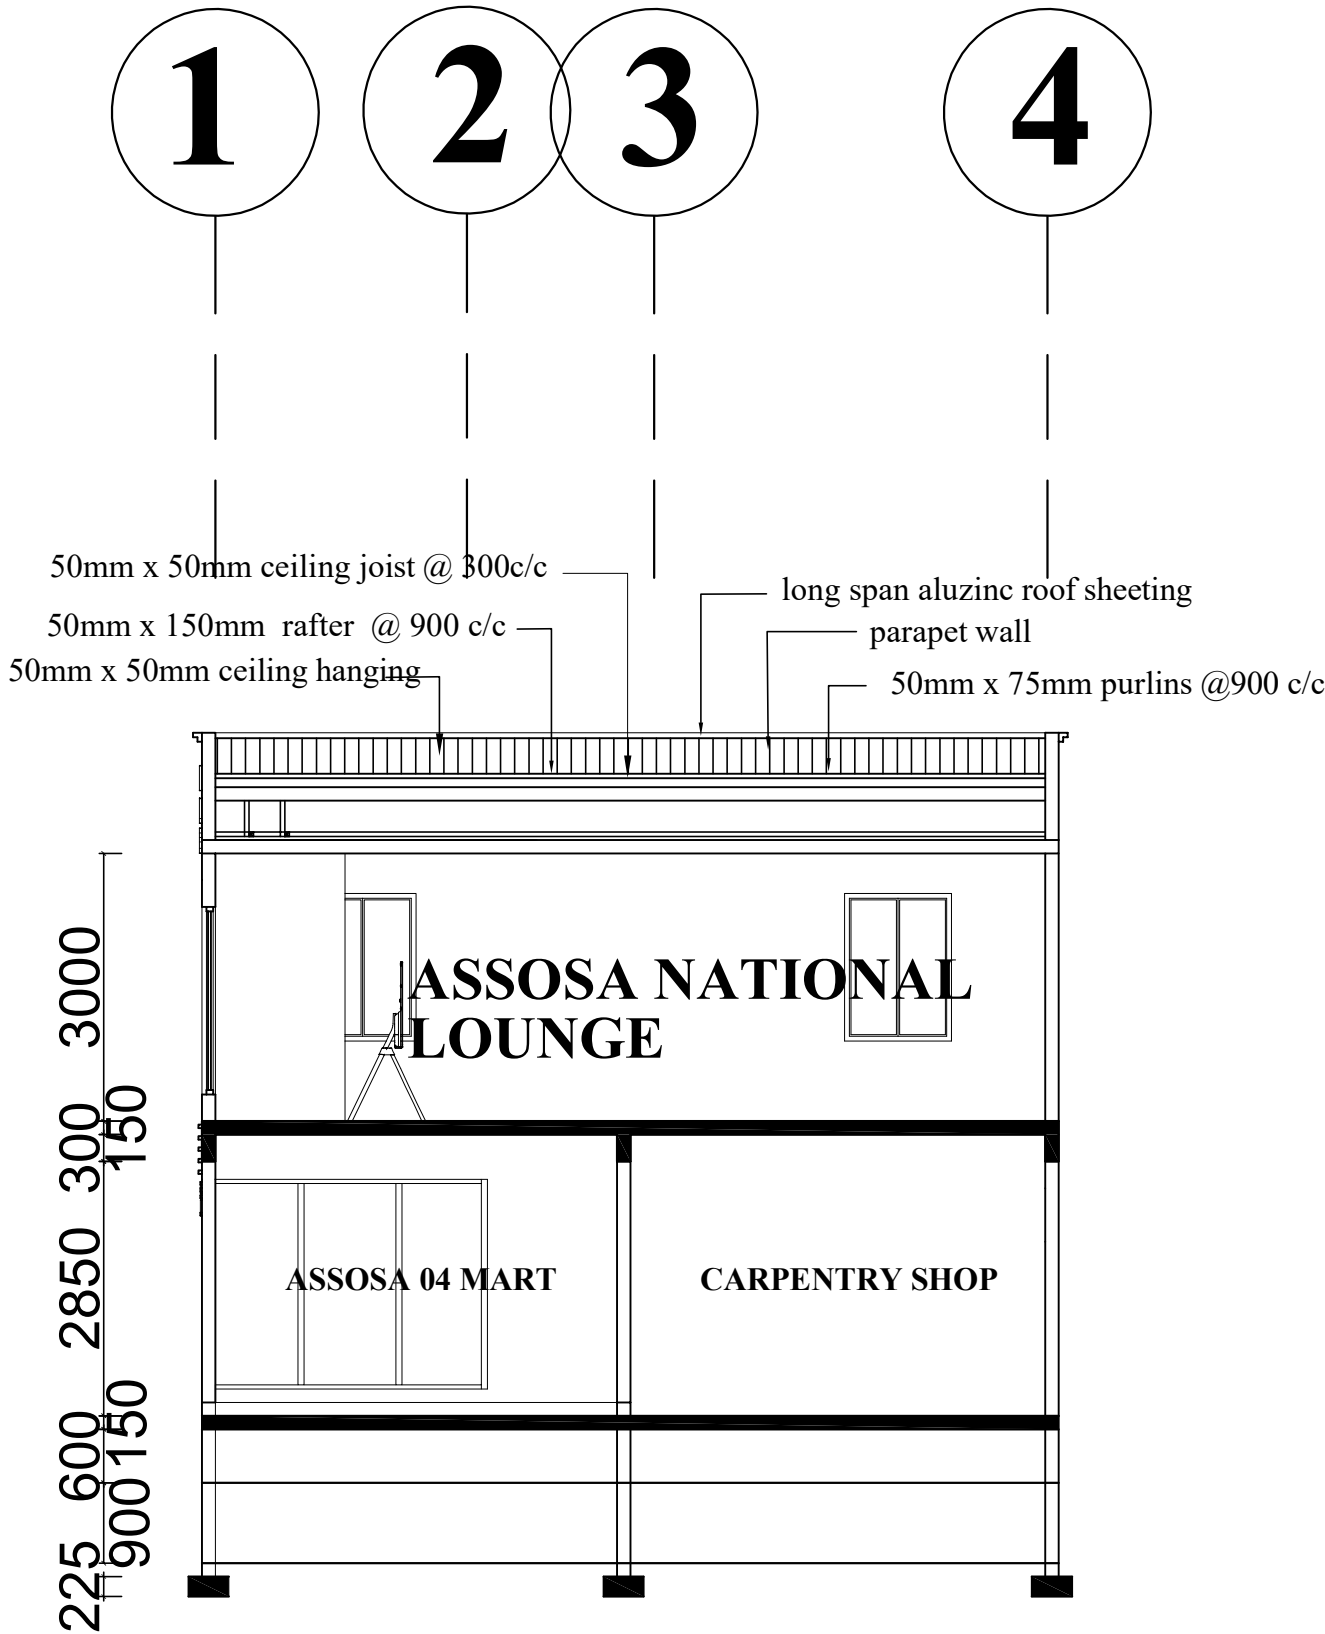 1 2 3 4
50mm x 50mm ceiling joist @ 300c/c
long span aluzinc roof sheeting
50mm x 150mm rafter @ 900 c/c
parapet wall
50mm x 50mm ceiling hanging
50mm x 75mm purlins @900 c/c
3000
ASSOSA NATIONAL
LOUNGE
150
300
2850
ASSOSA 04 MART
CARPENTRY SHOP
150
600
900
225